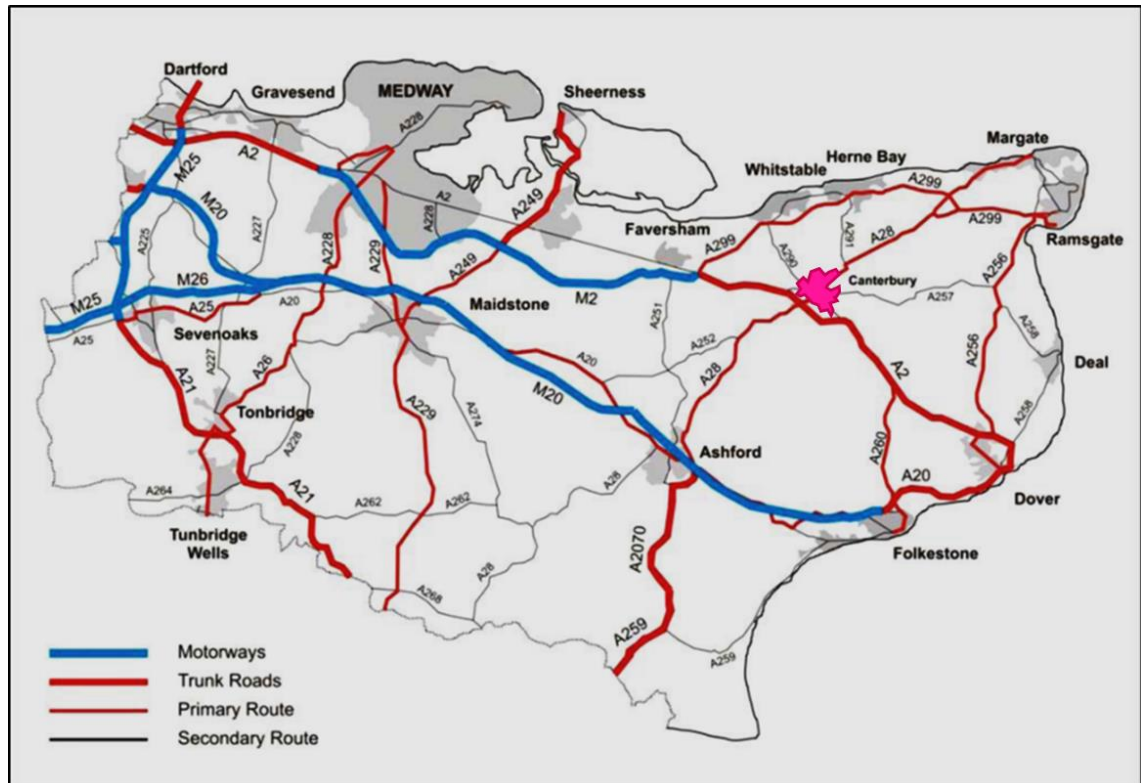 Dartford
Gravesend
MEDWAY
Sheerness
A228
Margate
Herne Bay
Whitstable
A2
M25
A299
A2
A249
A228
M20
A227
A299
A291
A28
Faversham
A299
Ramsgate
A225
A228
A229
A249
A290
A256
Canterbury
M26
M2
A257
M25
A25
A20
Maidstone
A251
A258
Sevenoaks
A25
A252
A20
A256
Deal
A227
A26
A28
A2
A21
M20
Tonbridge
A229
A274
A258
A228
Ashford
A260
A28
A20
A264
A21
A262
A262
Dover
Tunbridge
Wells
A2070
Folkestone
A28
A268
A259
A259
Motorways
Trunk Roads
Primary Route
Secondary Route